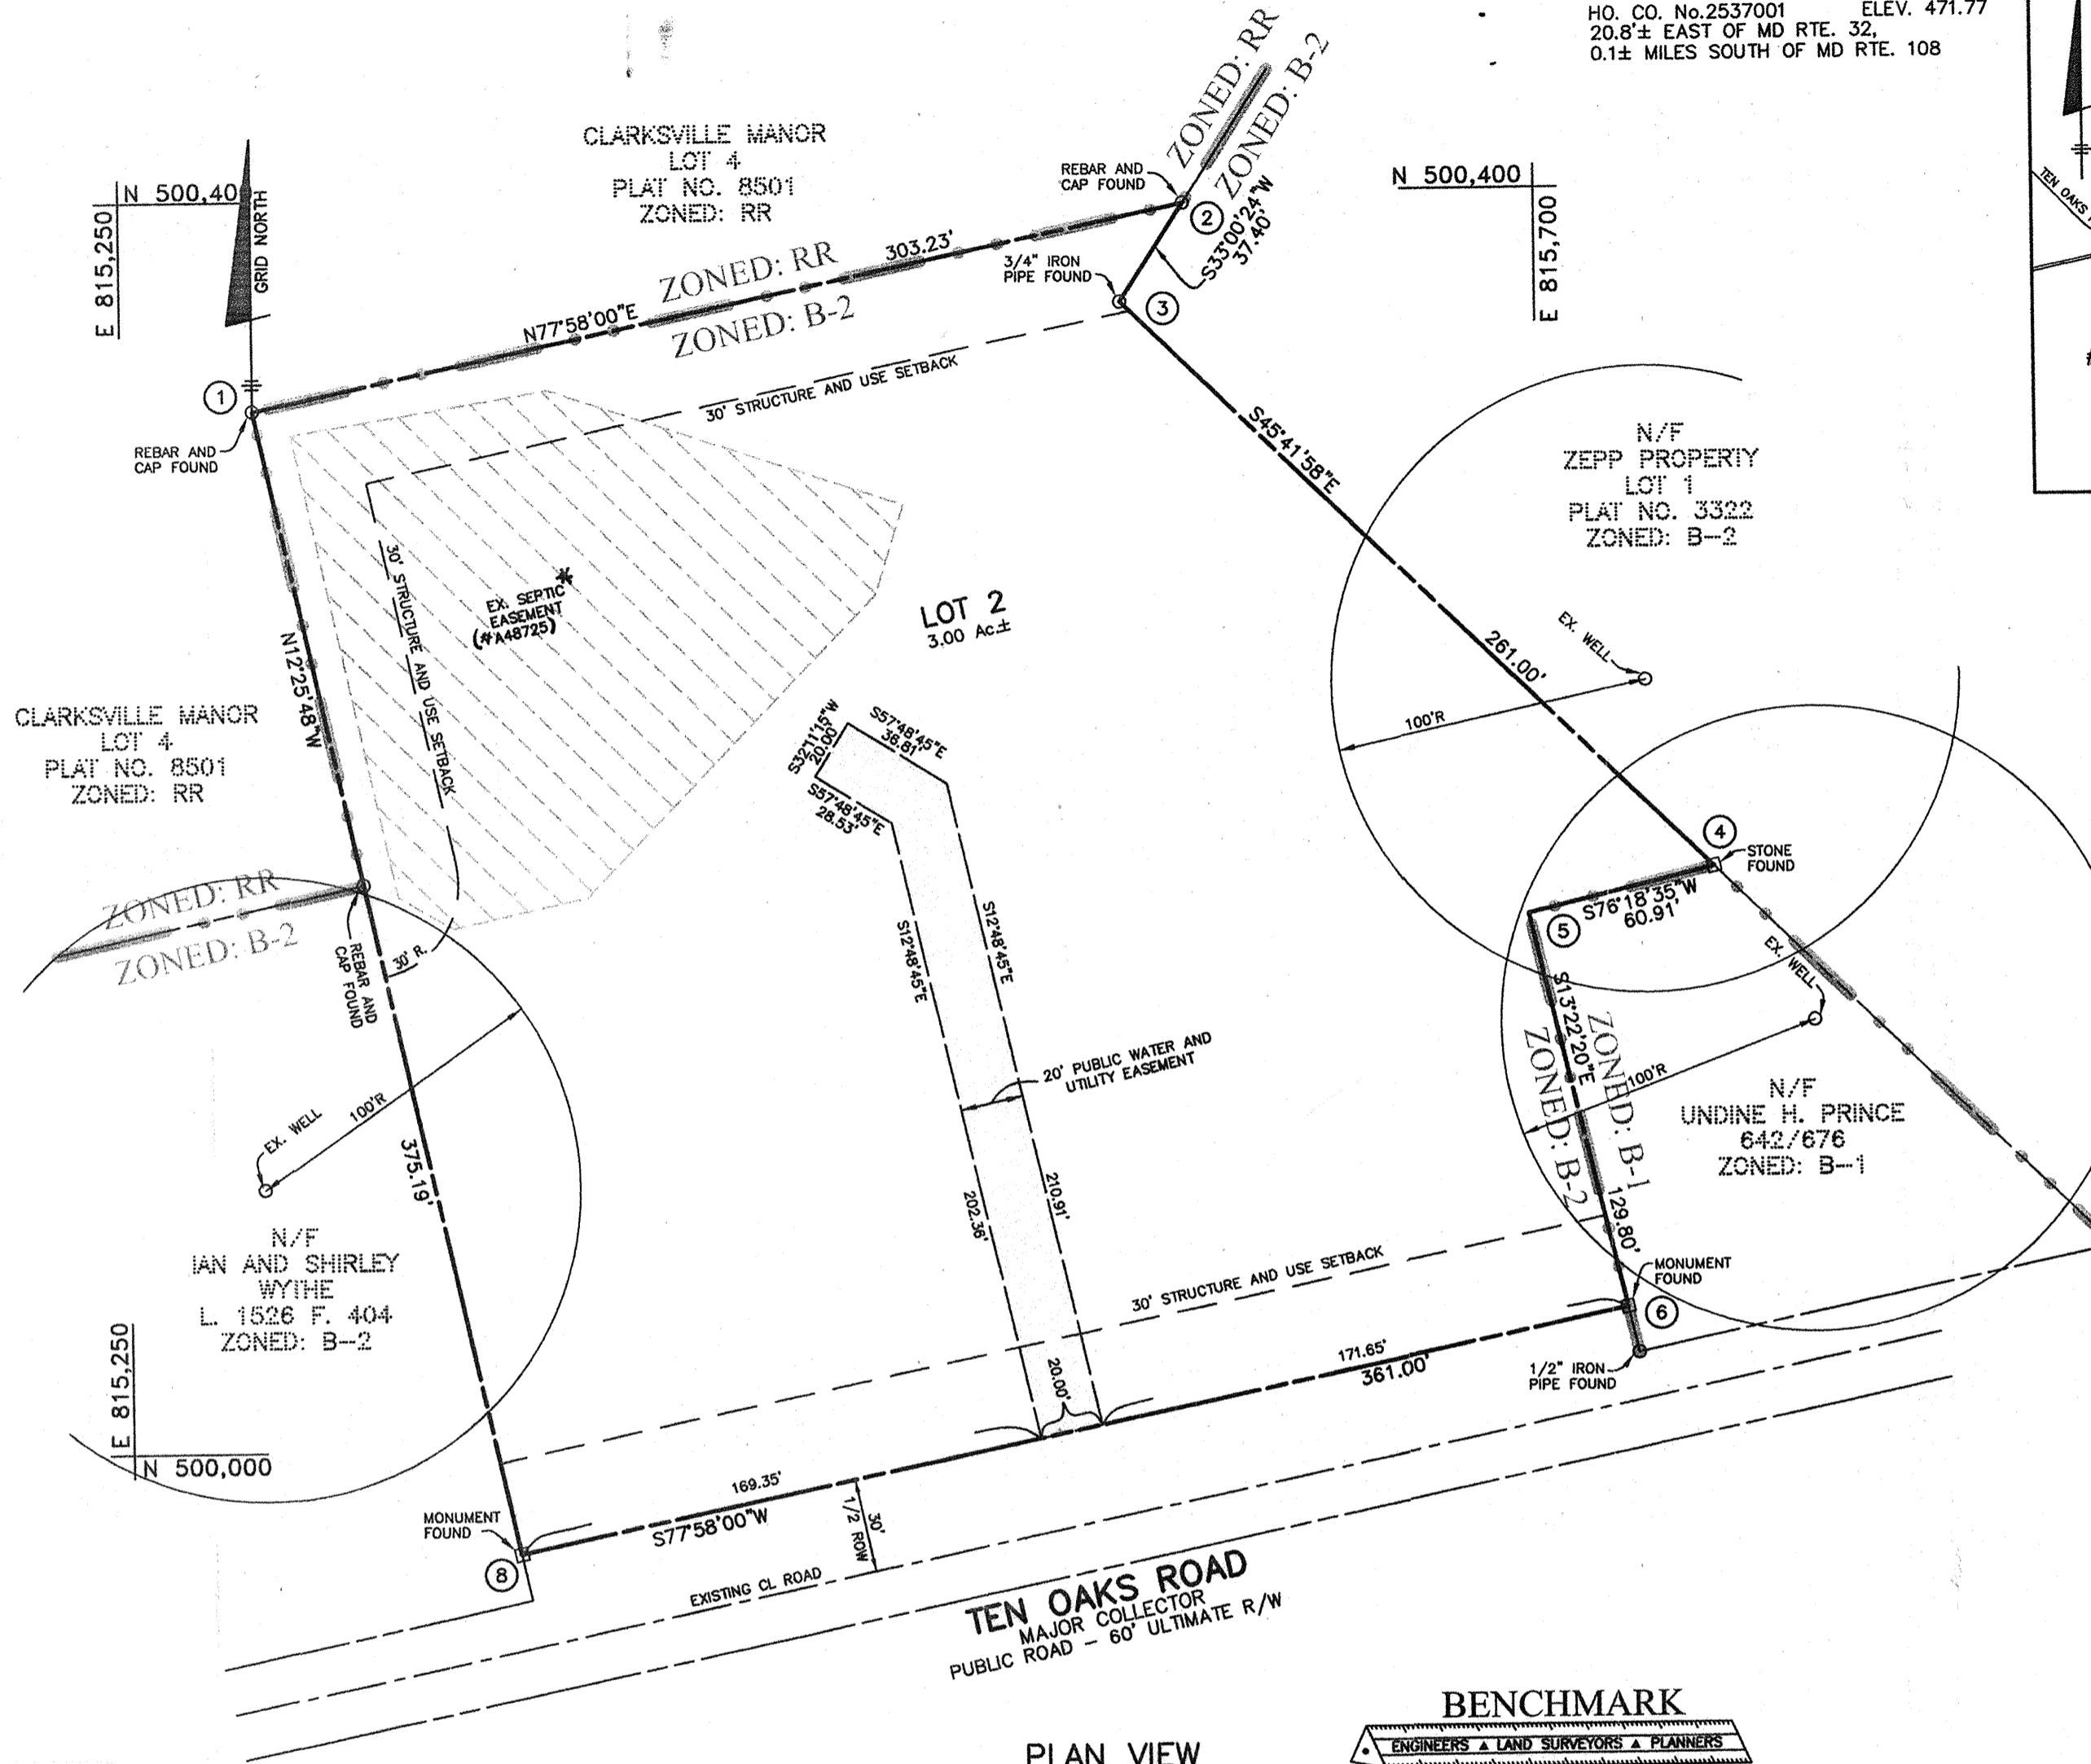 HO. CO. No.2537001 ELEV. 471.77
20.8'± EAST OF MD RTE. 32,
0.1± MILES SOUTH OF MD RTE. 108
TEN OAKS
CLARKSVILLE MANOR
LOT 4
PLAT NO. 8501
ZONED: RR
ZONED: RR
ZONED: B-2
REBAR AND
CAP FOUND
2
S33°00'24"W
37.40'
N 500,400
E 815,700
N 500,40
E 815,250
GRID NORTH
303.23'
N77°58'00"E
ZONED: RR
ZONED: B-2
3/4" IRON
PIPE FOUND
3
30' STRUCTURE AND USE SETBACK
1
REBAR AND
CAP FOUND
S45°41'58"E
261.00'
N/F
ZEPP PROPERTY
LOT 1
PLAT NO. 3322
ZONED: B-2
EX. WELL
100'R
30' STRUCTURE AND USE SETBACK
EX. SEPTIC*
EASEMENT
(#A48725)
LOT 2
3.00 Ac.±
N12°25'48"W
375.19'
CLARKSVILLE MANOR
LOT 4
PLAT NO. 8501
ZONED: RR
S32°11'15"W
20.00'
S57°48'45"E
36.81'
S57°48'45"E
28.53'
4
STONE
FOUND
S76°18'35"W
60.91'
5
EX. WELL
ZONED: RR
ZONED: B-2
REBAR AND
CAP FOUND
30' R.
S12°48'45"E
S12°48'45"E
S13°22'20"E
129.80'
ZONED: B-1
ZONED: B-2
100'R
N/F
UNDINE H. PRINCE
642/676
ZONED: B-1
20' PUBLIC WATER AND
UTILITY EASEMENT
EX. WELL
100'R
202.36'
210.91'
N/F
IAN AND SHIRLEY
WYTHE
L. 1526 F. 404
ZONED: B-2
30' STRUCTURE AND USE SETBACK
MONUMENT
FOUND
6
1/2" IRON
PIPE FOUND
E 815,250
N 500,000
20.00'
171.65'
361.00'
169.35'
S77°58'00"W
MONUMENT
FOUND
8
30'
1/2 ROW
EXISTING CL ROAD
TEN OAKS ROAD
MAJOR COLLECTOR
PUBLIC ROAD - 60' ULTIMATE R/W
PLAN VIEW
BENCHMARK
ENGINEERS ▲ LAND SURVEYORS ▲ PLANNERS